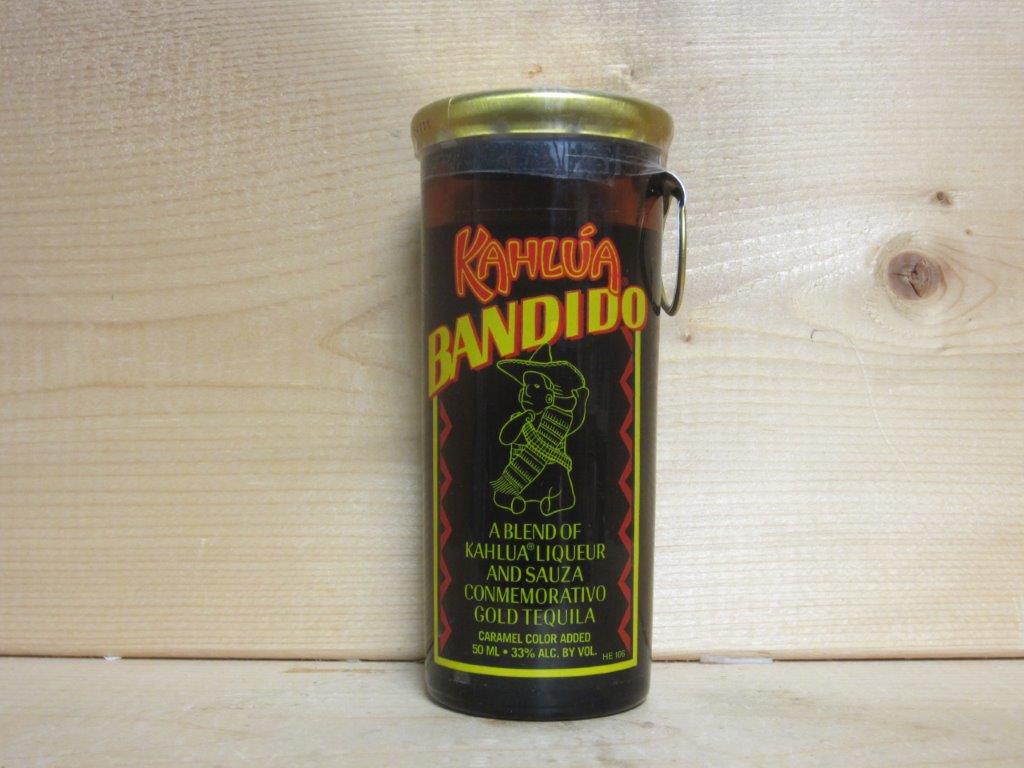 KAHLÚA
BANDIDO
A BLEND OF
KAHLUA® LIQUEUR
AND SAUZA
CONMEMORATIVO
GOLD TEQUILA
CARAMEL COLOR ADDED
50 ML • 33% ALC. BY VOL.
HE 106